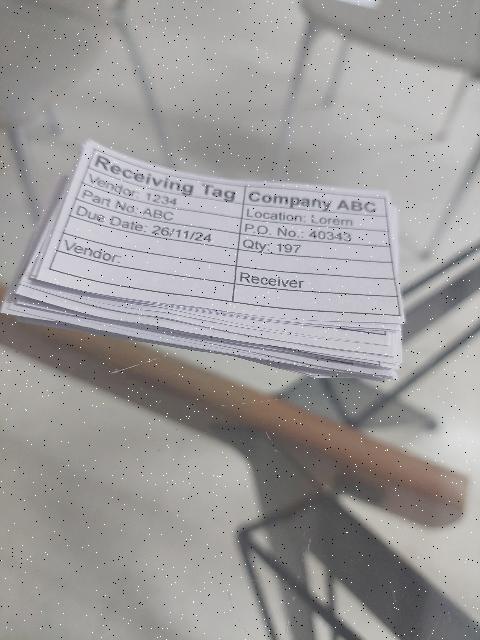 Receiving Tag
Company ABC
Vendor: 1234
Location: Lorem
Part No: ABC
P.O. No.: 40343
Due Date: 26/11/24
Qty: 197
Vendor:
Receiver